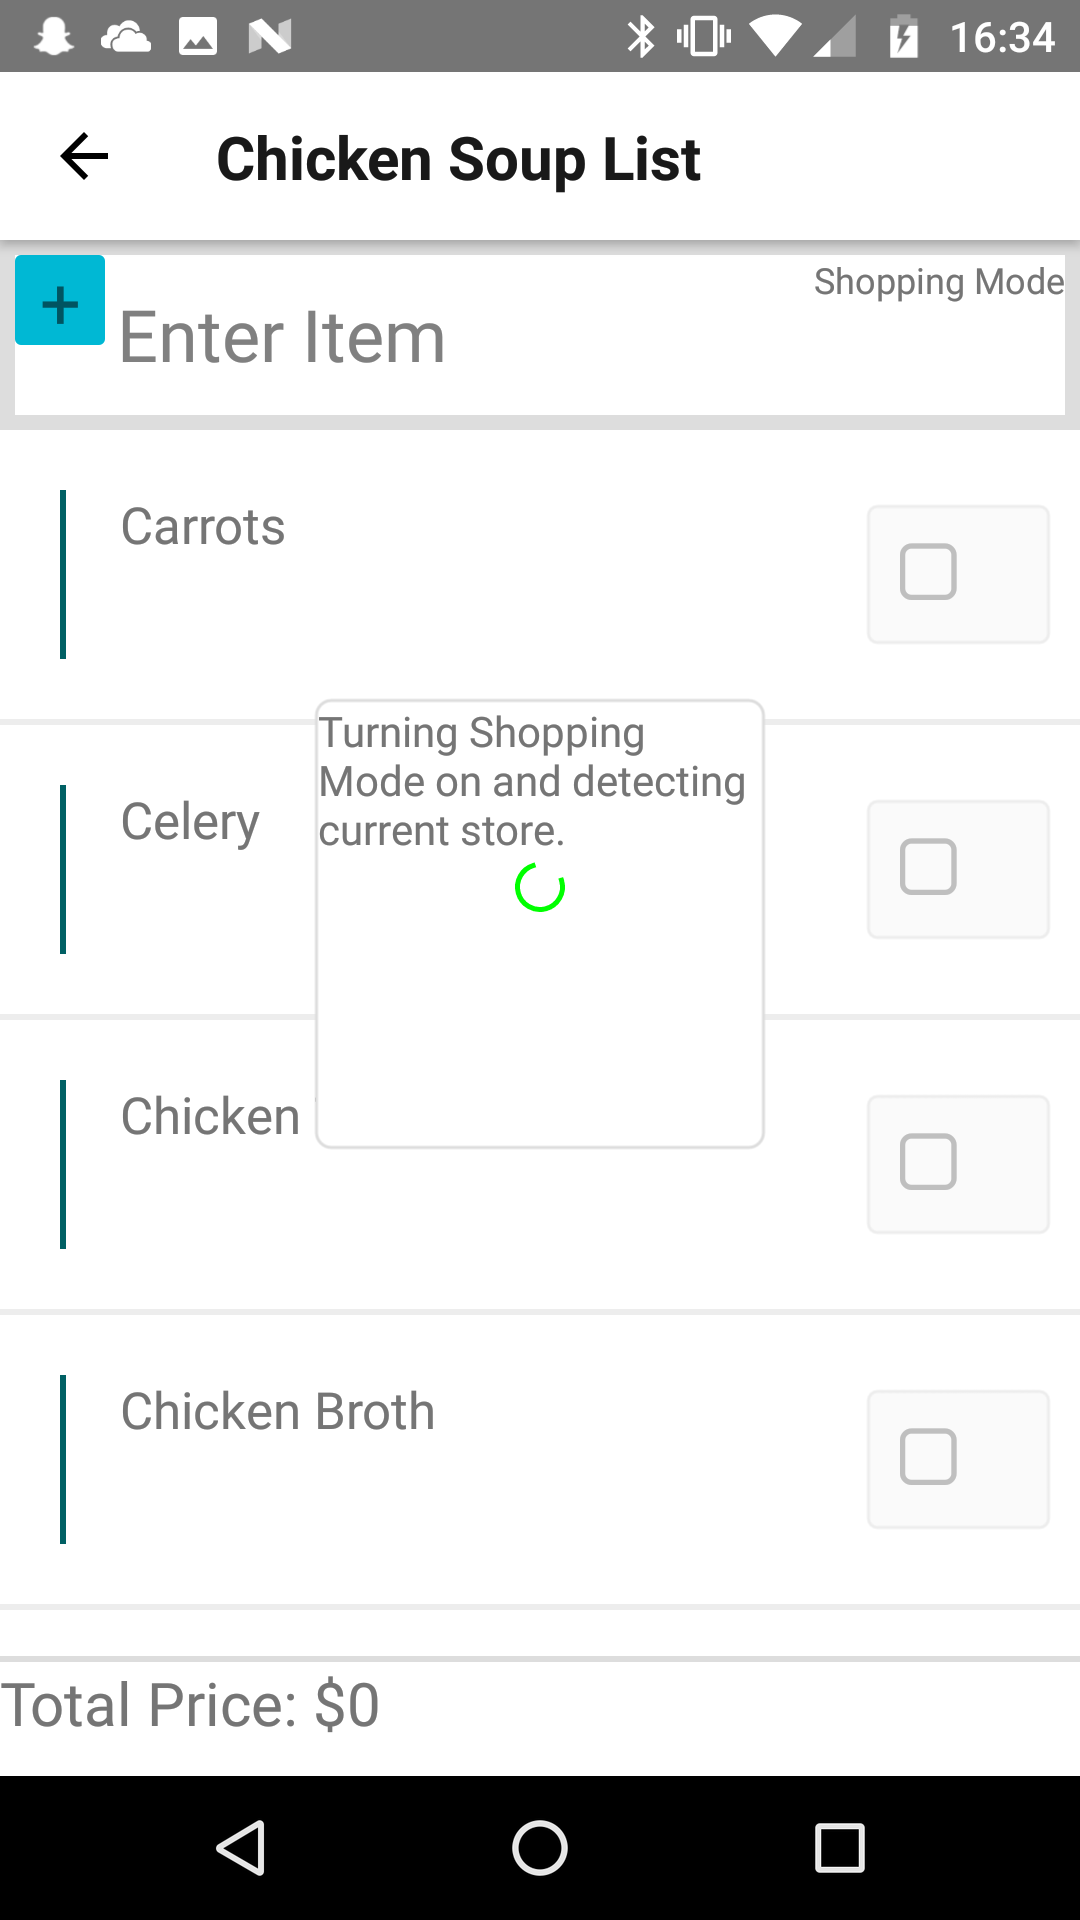 16:34
Chicken Soup List
+
Shopping Mode
Enter Item
Carrots
Turning Shopping
Mode on and detecting
current store.
Celery
Chicken
Chicken Broth
Total Price: $0